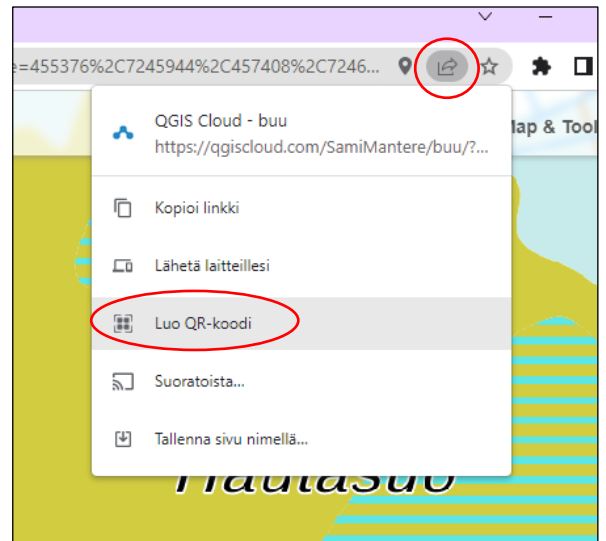 =455376%2C7245944%2C457408%2C7246...
Map & Tool
QGIS Cloud - buu
https://qgiscloud.com/SamiMantere/buu/?...
Kopioi linkki
Lähetä laitteillesi
Luo QR-koodi
Suoratoista...
Tallenna sivu nimellä...
Hautasuo